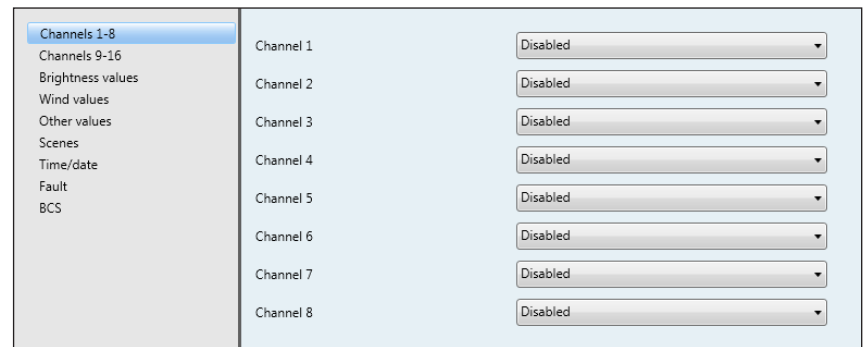 Channels 1-8
Channels 9-16
Brightness values
Wind values
Other values
Scenes
Time/date
Fault
BCS
Channel 1 Disabled
Channel 2 Disabled
Channel 3 Disabled
Channel 4 Disabled
Channel 5 Disabled
Channel 6 Disabled
Channel 7 Disabled
Channel 8 Disabled